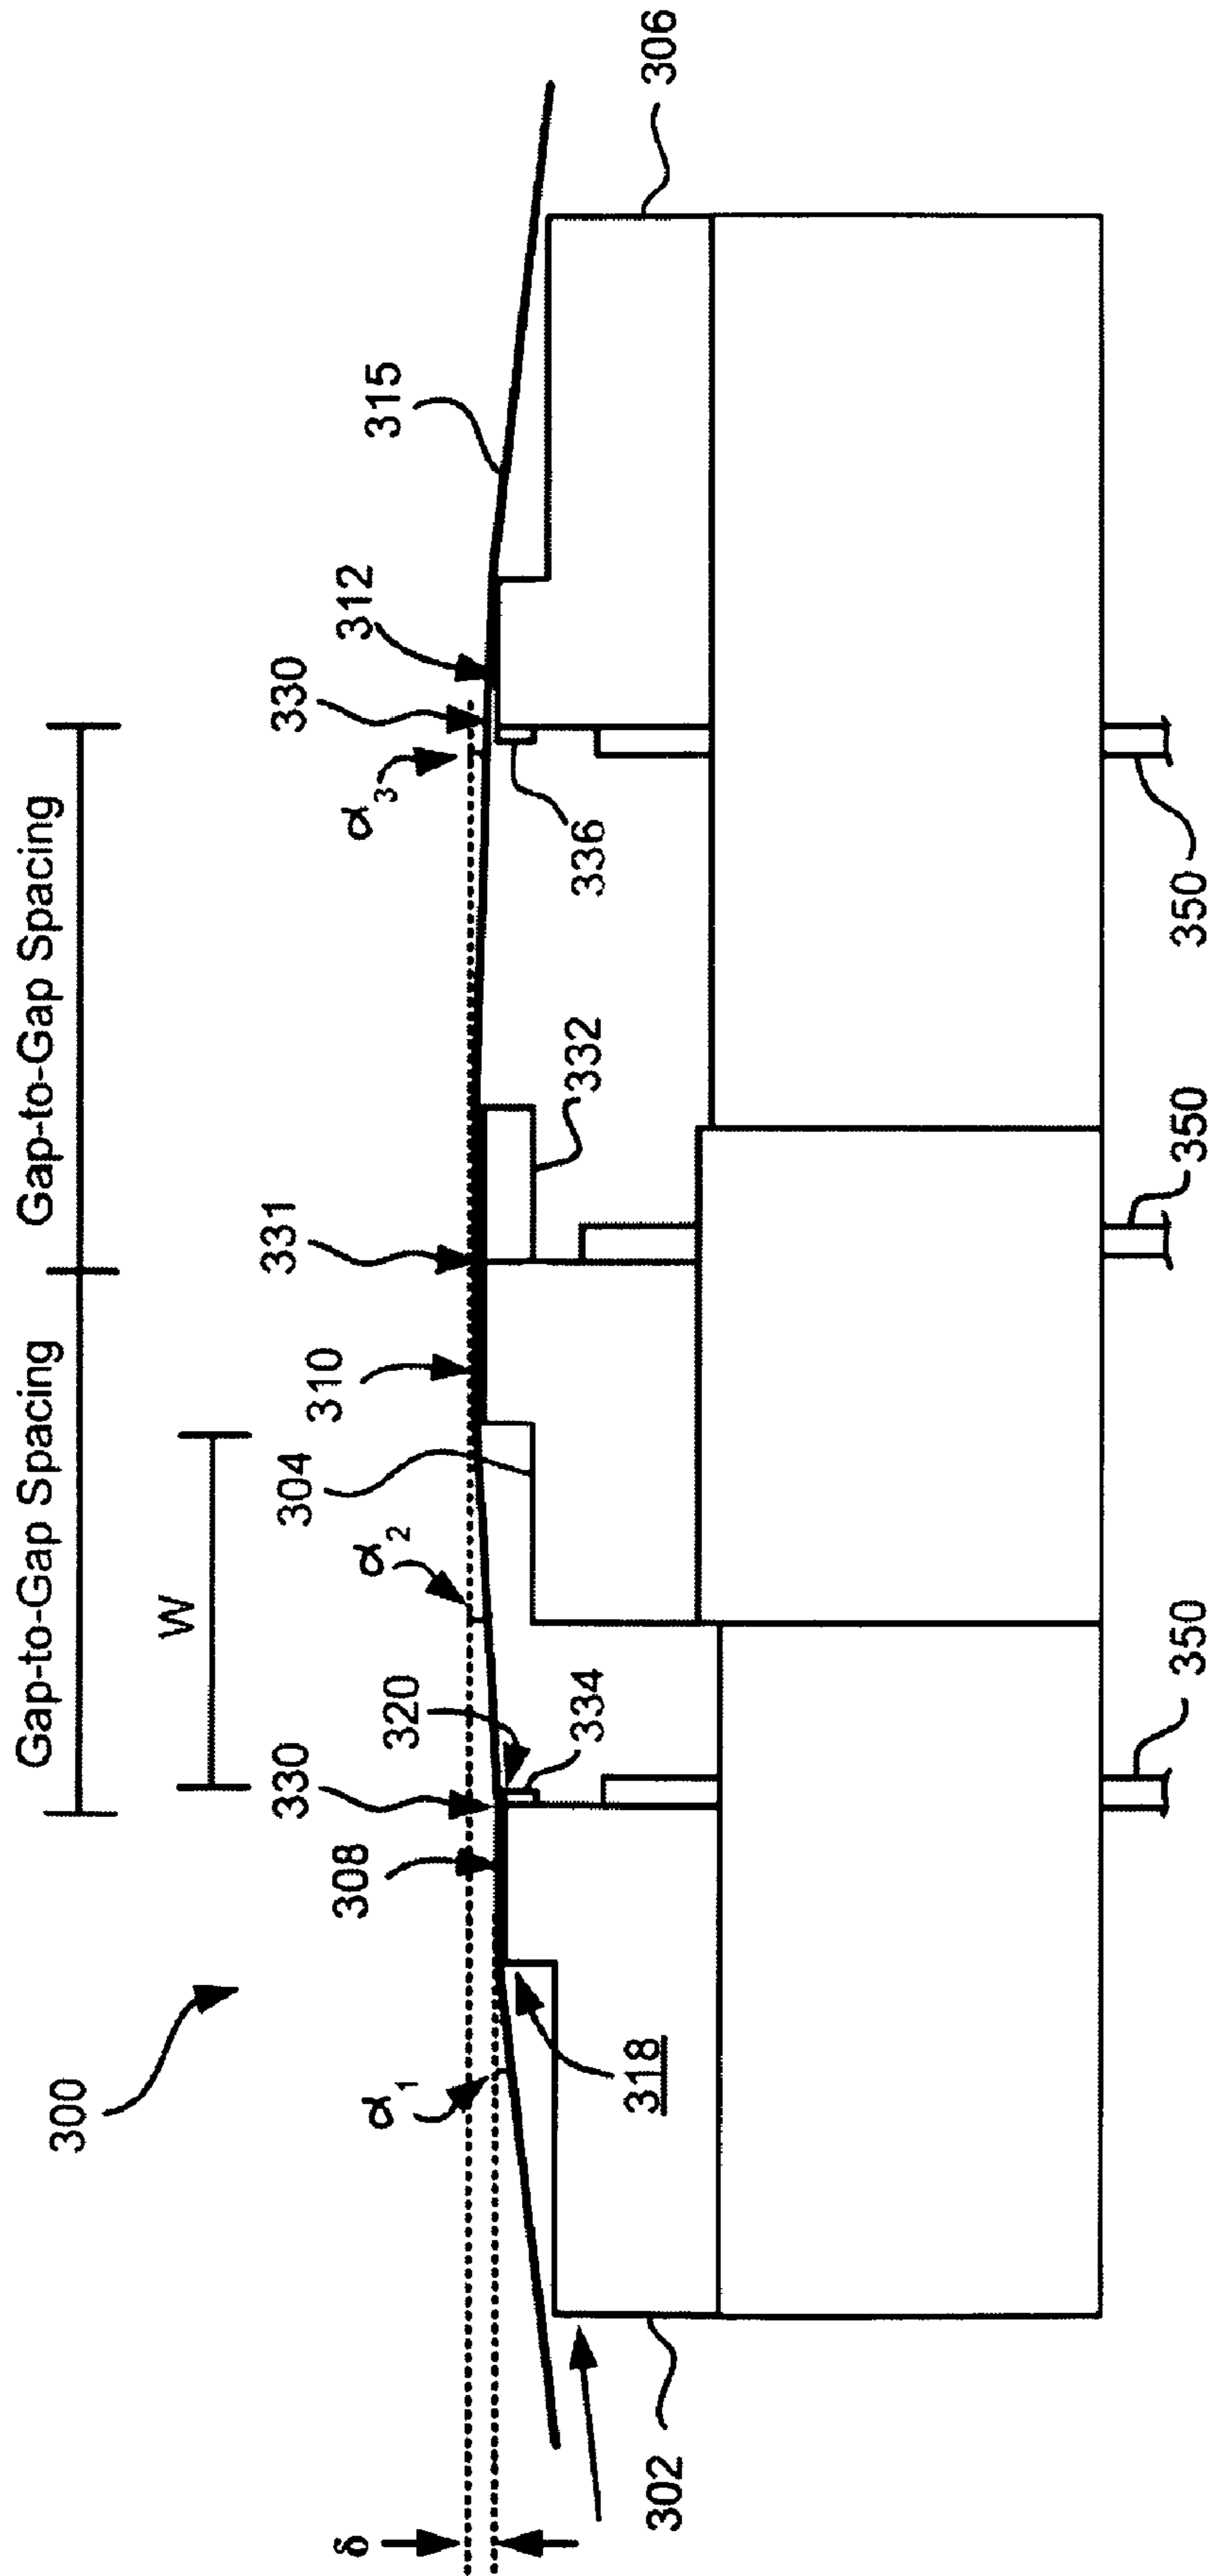 Gap-to-Gap Spacing
Gap-to-Gap Spacing
W
300
δ
α₁
308
330
320
334
α₂
304
310
331
332
α₃
330
312
336
315
306
302
318
350
350
350